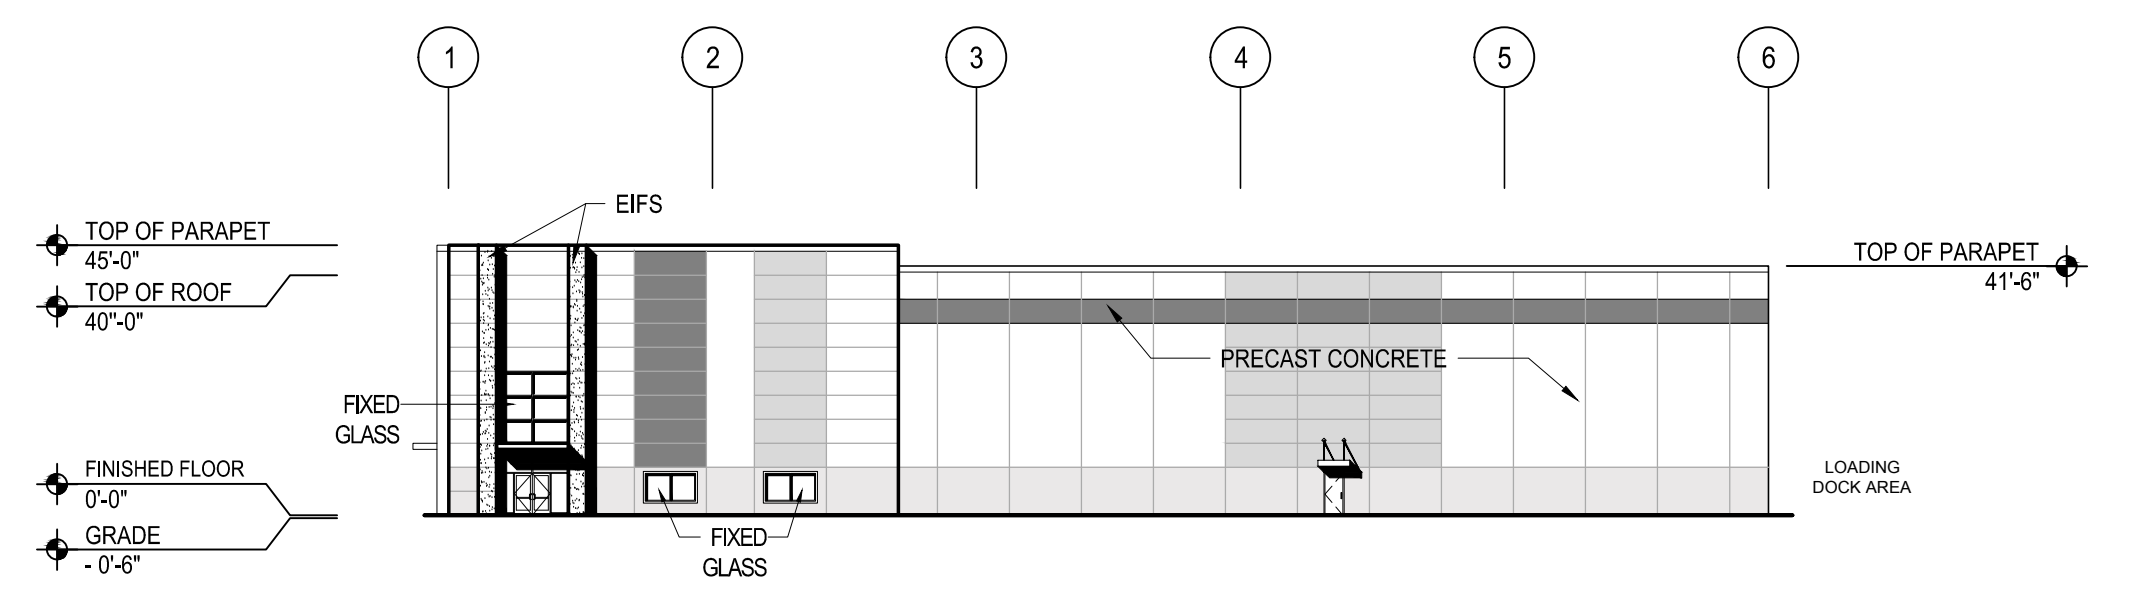 1
2
3
4
5
6
EIFS
TOP OF PARAPET
45'-0"
TOP OF ROOF
40"-0"
TOP OF PARAPET
41'-6"
PRECAST CONCRETE
FIXED
GLASS
FINISHED FLOOR
0'-0"
LOADING
DOCK AREA
GRADE
- 0'-6"
FIXED
GLASS